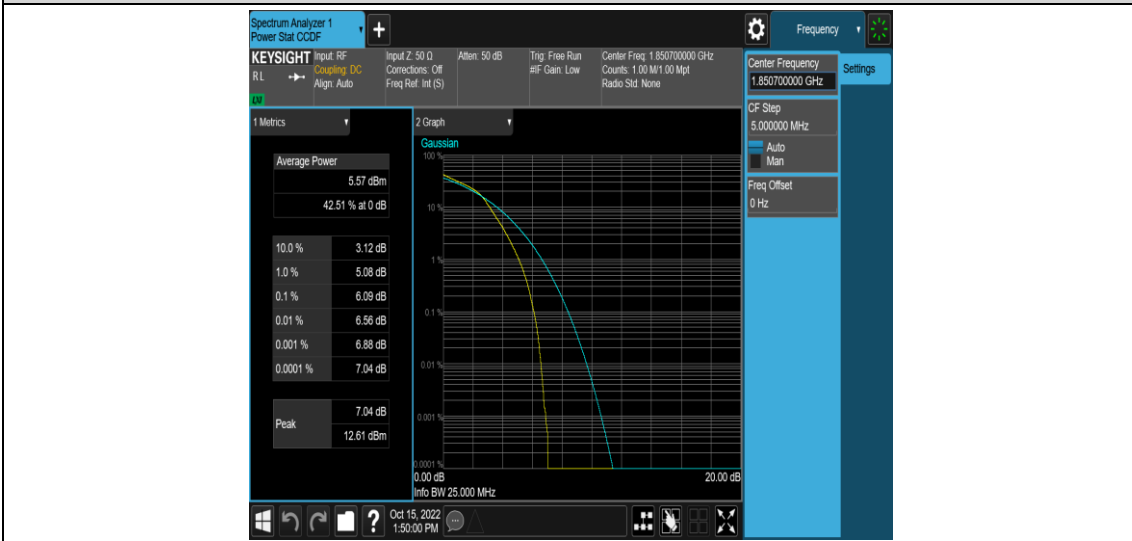 Spectrum Analyzer 1
Power Stat CCDF
+
Frequency
KEYSIGHT
R L
LXI
Input: RF
Coupling: DC
Align: Auto
Input Z: 50 Ω
Corrections: Off
Freq Ref: Int (S)
Atten: 50 dB
Trig: Free Run
#IF Gain: Low
Center Freq: 1.850700000 GHz
Counts: 1.00 M/1.00 Mpt
Radio Std: None
Center Frequency
1.850700000 GHz
Settings
CF Step
5.000000 MHz
Auto
Man
Freq Offset
0 Hz
1 Metrics
Average Power
5.57 dBm
42.51 % at 0 dB
10.0 % 3.12 dB
1.0 % 5.08 dB
0.1 % 6.09 dB
0.01 % 6.56 dB
0.001 % 6.88 dB
0.0001 % 7.04 dB
Peak
7.04 dB
12.61 dBm
2 Graph
Gaussian
100 %
10 %
1 %
0.1 %
0.01 %
0.001 %
0.0001 %
0.00 dB 20.00 dB
Info BW 25.000 MHz
?
Oct 15, 2022
1:50:00 PM